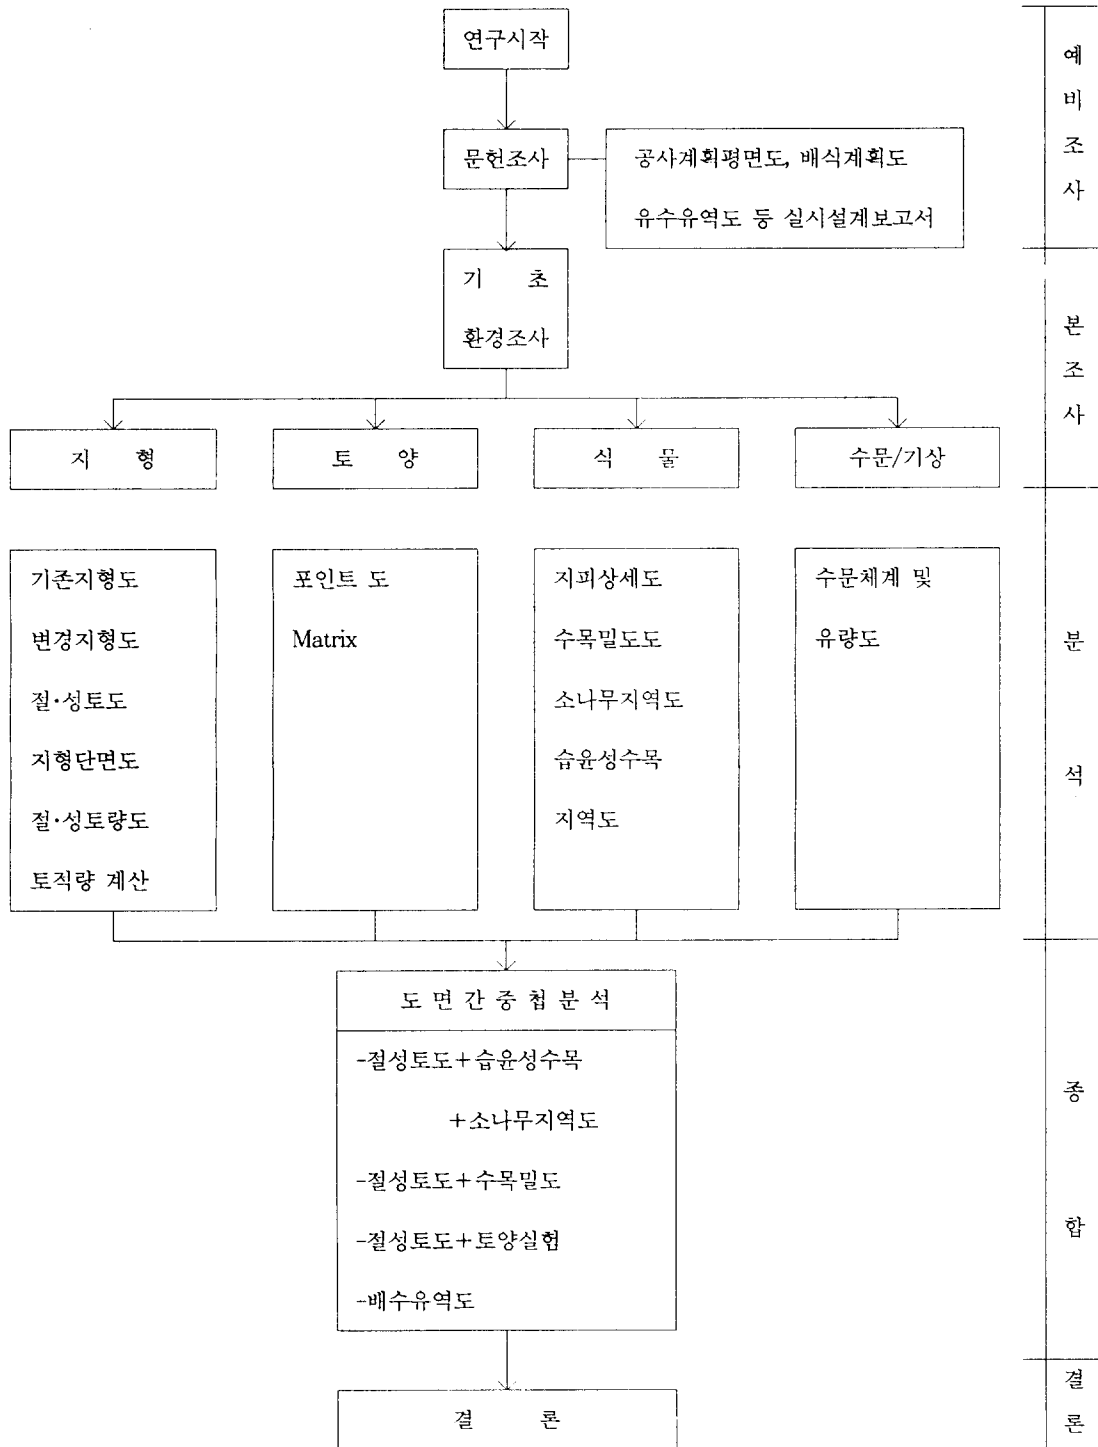 연구시작
문헌조사
공사계획평면도, 배식계획도
유수유역도 등 실시설계보고서
기 초
환경조사
지 형
토 양
식 물
수문/기상
기존지형도
변경지형도
절·성토도
지형단면도
절·성토량도
토적량 계산
포인트 도
Matrix
지피상세도
수목밀도도
소나무지역도
습윤성수목
지역도
수문체계 및
유량도
도 면 간 중 첩 분 석
-절성토도+습윤성수목
+소나무지역도
-절성토도+수목밀도
-절성토도+토양실험
-배수유역도
결 론
예
비
조
사
본
조
사
분
석
종
합
결
론